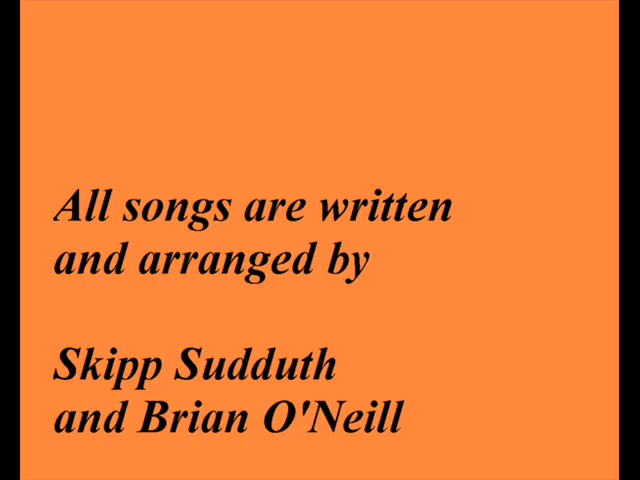 All songs are written
and arranged by
Skipp Sudduth
and Brian O'Neill